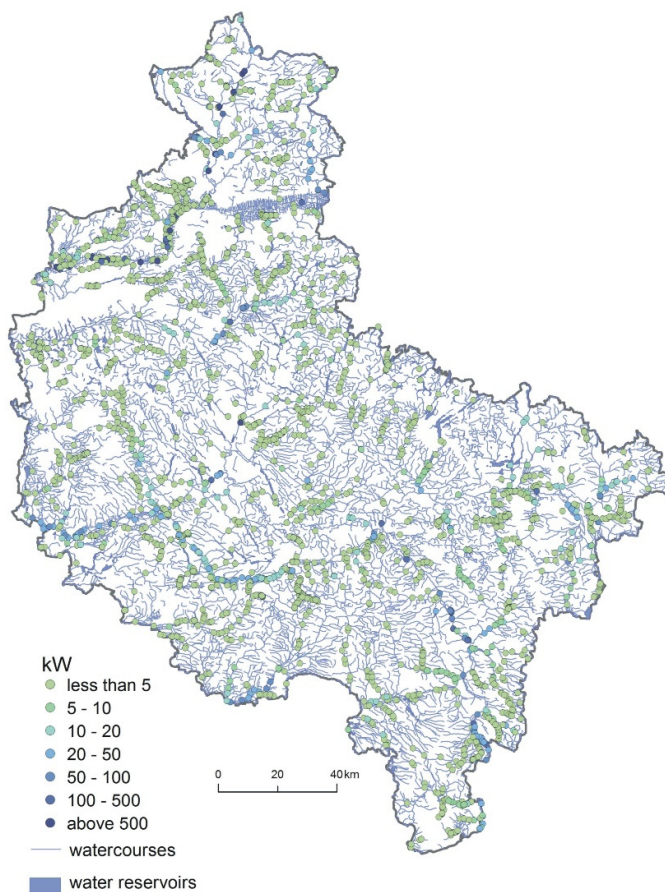 kW
less than 5
5 - 10
10 - 20
20 - 50
50 - 100
100 - 500
above 500
watercourses
water reservoirs
0 20 40 km